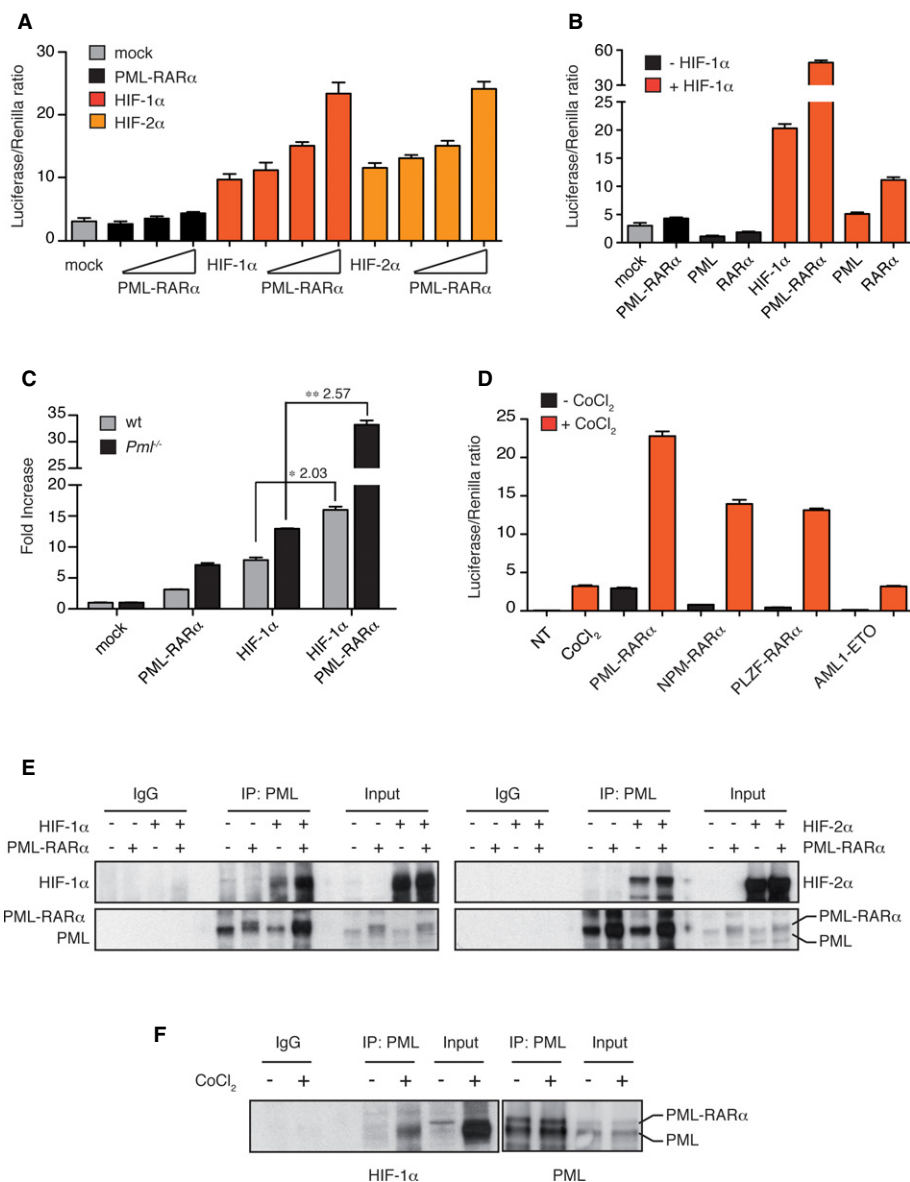 A
mock
PML-RARα
HIF-1α
HIF-2α
Luciferase/Renilla ratio
30
20
10
0
mock HIF-1α HIF-2α
PML-RARα PML-RARα PML-RARα
B
- HIF-1α
+ HIF-1α
Luciferase/Renilla ratio
60
40
20
15
10
5
0
mock PML-RARα PML RARα HIF-1α PML-RARα PML RARα
C
wt
Pml-/-
** 2.57
* 2.03
Fold Increase
35
30
25
20
15
10
5
0
mock PML-RARα HIF-1α HIF-1α PML-RARα
D
- CoCl2
+ CoCl2
Luciferase/Renilla ratio
25
20
15
10
5
0
NT CoCl2 PML-RARα NPM-RARα PLZF-RARα AML1-ETO
E
IgG IP: PML Input IgG IP: PML Input
HIF-1α - - + + - - + + - - + + - - + + - - + + - - + + HIF-2α
PML-RARα - + - + - + - + - + - + - + - + - + - + - + - + PML-RARα
HIF-1α HIF-2α
PML-RARα PML-RARα
PML PML
F
IgG IP: PML Input IP: PML Input
CoCl2 - + - + - + - + - +
PML-RARα
PML
HIF-1α PML